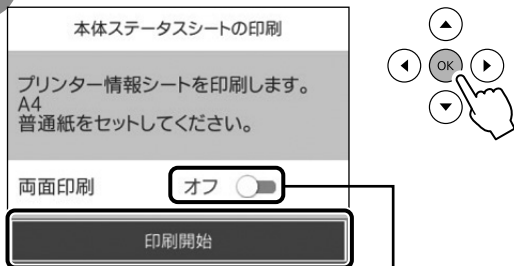 本体ステータスシートの印刷
プリンター情報シートを印刷します。
A4
普通紙をセットしてください。
両面印刷 オフ
印刷開始
OK